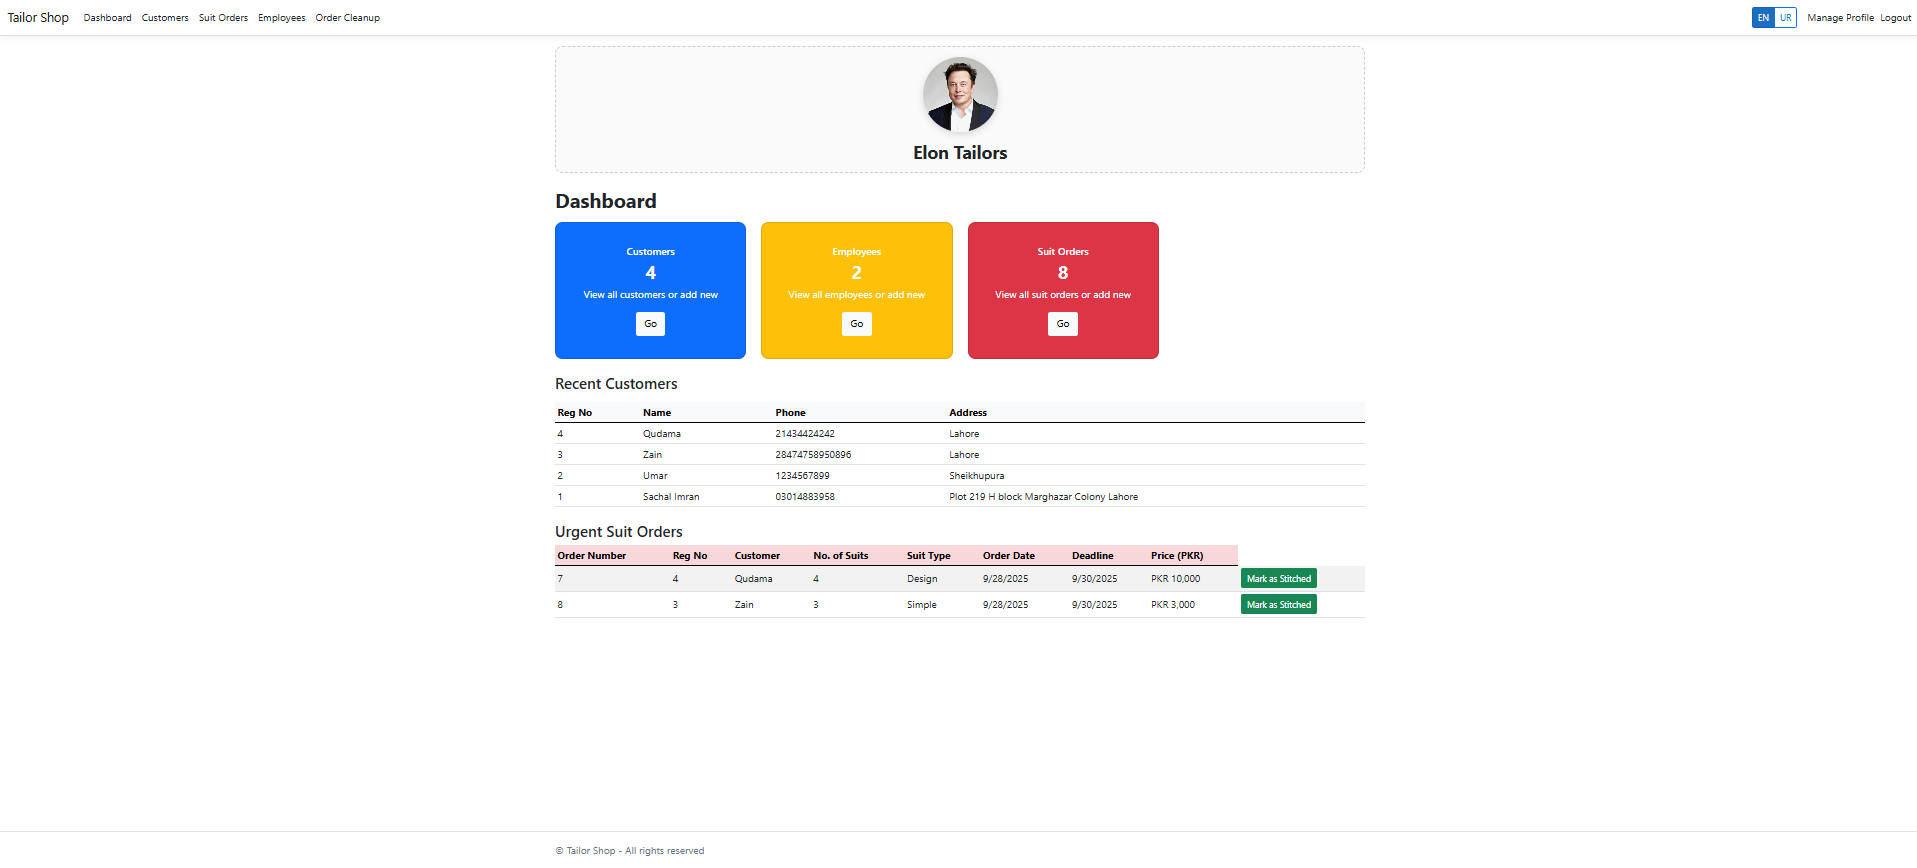 Tailor Shop Dashboard Customers Suit Orders Employees Order Cleanup EN UR Manage Profile Logout
Elon Tailors
Dashboard
Customers
4
View all customers or add new
Go
Employees
2
View all employees or add new
Go
Suit Orders
8
View all suit orders or add new
Go
Recent Customers
Reg No Name Phone Address
4 Qudama 21434424242 Lahore
3 Zain 28474758950896 Lahore
2 Umar 1234567899 Sheikhupura
1 Sachal Imran 03014883958 Plot 219 H block Marghazar Colony Lahore
Urgent Suit Orders
Order Number Reg No Customer No. of Suits Suit Type Order Date Deadline Price (PKR)
7 4 Qudama 4 Design 9/28/2025 9/30/2025 PKR 10,000 Mark as Stitched
8 3 Zain 3 Simple 9/28/2025 9/30/2025 PKR 3,000 Mark as Stitched
© Tailor Shop - All rights reserved